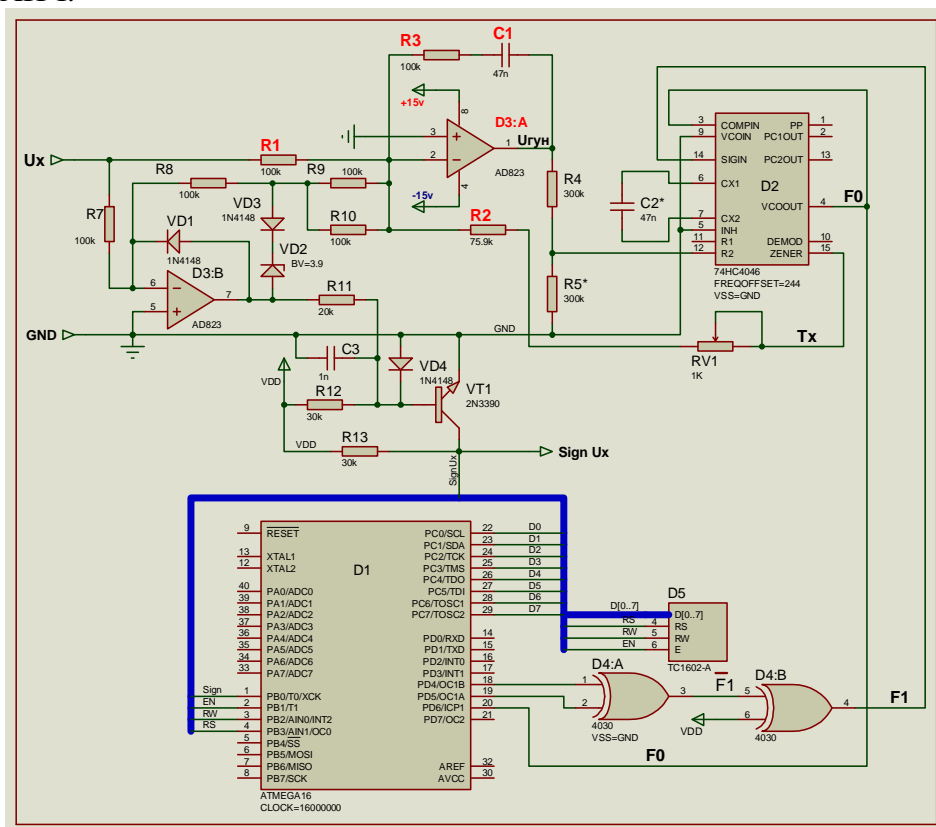 R3
C1
100k
47n
+15v
8
D3:A
3
Uгун
1
2
AD823
4
-15v
Ux
R1
100k
R8
100k
R9
100k
R10
100k
R2
75.9k
R7
100k
VD1
1N4148
VD3
1N4148
VD2
BV=3.9
D3:B
6
7
5
AD823
R11
20k
R4
300k
R5*
300k
C2*
47n
3 COMPIN PP 1
9 VCOIN PC1OUT 2
14 SIGIN PC2OUT 13
6 CX1 D2
VCOOUT 4 F0
7 CX2
5 INH
11 R1 DEMOD 10
12 R2 ZENER 15
74HC4046
FREQOFFSET=244
VSS=GND
GND
GND
Tx
RV1
1K
C3
1n
VDD
R12
30k
VD4
1N4148
VT1
2N3390
VDD
R13
30k
Sign Ux
SignUx
9 RESET PC0/SCL 22 D0
PC1/SDA 23 D1
13 XTAL1 PC2/TCK 24 D2
12 XTAL2 D1 PC3/TMS 25 D3
PC4/TDO 26 D4
40 PA0/ADC0 PC5/TDI 27 D5
39 PA1/ADC1 PC6/TOSC1 28 D6
38 PA2/ADC2 PC7/TOSC2 29 D7
37 PA3/ADC3
36 PA4/ADC4 PD0/RXD 14
35 PA5/ADC5 PD1/TXD 15
34 PA6/ADC6 PD2/INT0 16
33 PA7/ADC7 PD3/INT1 17
PD4/OC1B 18
Sign 1 PB0/T0/XCK PD5/OC1A 19
EN 2 PB1/T1 PD6/ICP1 20
RW 3 PB2/AIN0/INT2 PD7/OC2 21
RS 4 PB3/AIN1/OC0
5 PB4/SS
6 PB5/MOSI
7 PB6/MISO AREF 32
8 PB7/SCK AVCC 30
ATMEGA16
CLOCK=16000000
D5
D[0..7] D[0..7]
RS 4 RS
RW 5 RW
EN 6 E
TC1602-A
D4:A
1
2
3
4030
VSS=GND
F1
D4:B
5
6
4
4030
VDD
F1
F0